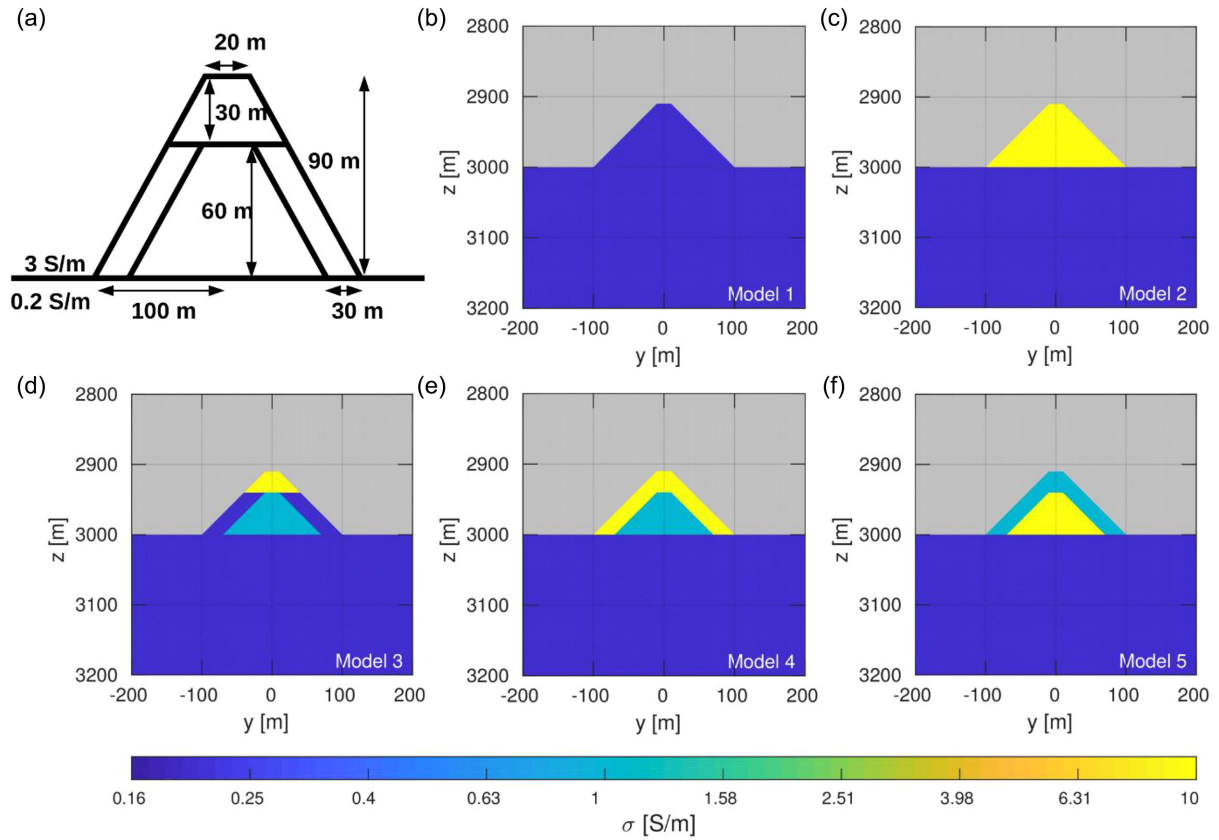 (a)
20 m
30 m
90 m
60 m
3 S/m
0.2 S/m
100 m
30 m
(b)
2800
2900
3000
3100
3200
z [m]
-200
-100
0
100
200
y [m]
Model 1
(c)
2800
2900
3000
3100
3200
z [m]
-200
-100
0
100
200
y [m]
Model 2
(d)
2800
2900
3000
3100
3200
z [m]
-200
-100
0
100
200
y [m]
Model 3
(e)
2800
2900
3000
3100
3200
z [m]
-200
-100
0
100
200
y [m]
Model 4
(f)
2800
2900
3000
3100
3200
z [m]
-200
-100
0
100
200
y [m]
Model 5
0.16
0.25
0.4
0.63
1
1.58
2.51
3.98
6.31
10
σ [S/m]